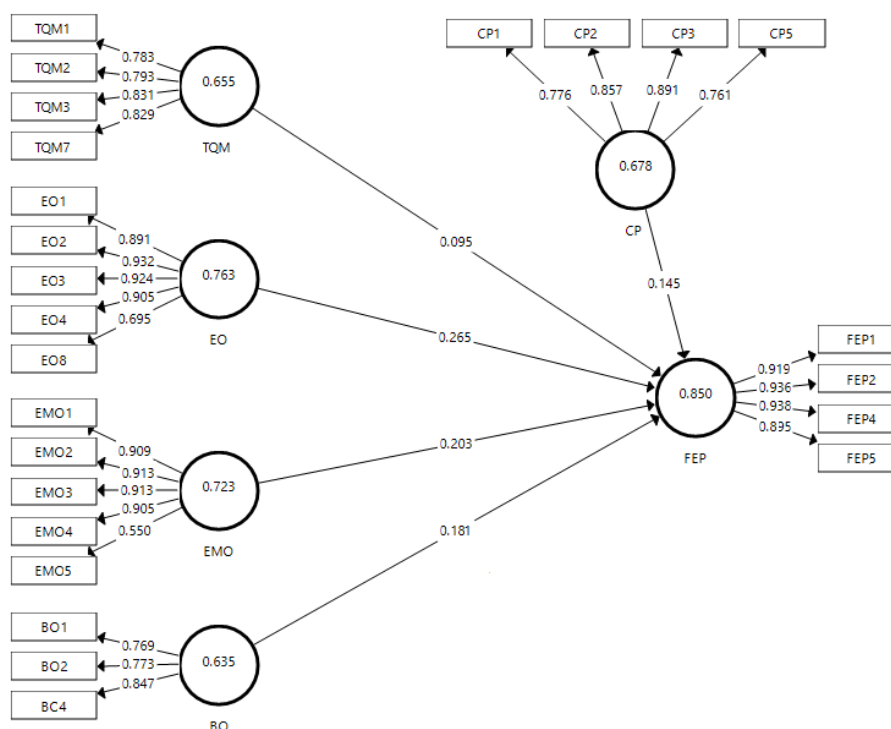 TQM1
TQM2
TQM3
TQM7
0.783
0.793
0.831
0.829
0.655
TQM
CP1
CP2
CP3
CP5
0.776
0.857
0.891
0.761
0.678
CP
EO1
EO2
EO3
EO4
EO8
0.891
0.932
0.924
0.905
0.695
0.763
EO
0.095
0.145
0.265
0.203
0.181
EMO1
EMO2
EMO3
EMO4
EMO5
0.909
0.913
0.913
0.905
0.550
0.723
EMO
0.850
FEP
0.919
0.936
0.938
0.895
FEP1
FEP2
FEP4
FEP5
BO1
BO2
BC4
0.769
0.773
0.847
0.635
BO